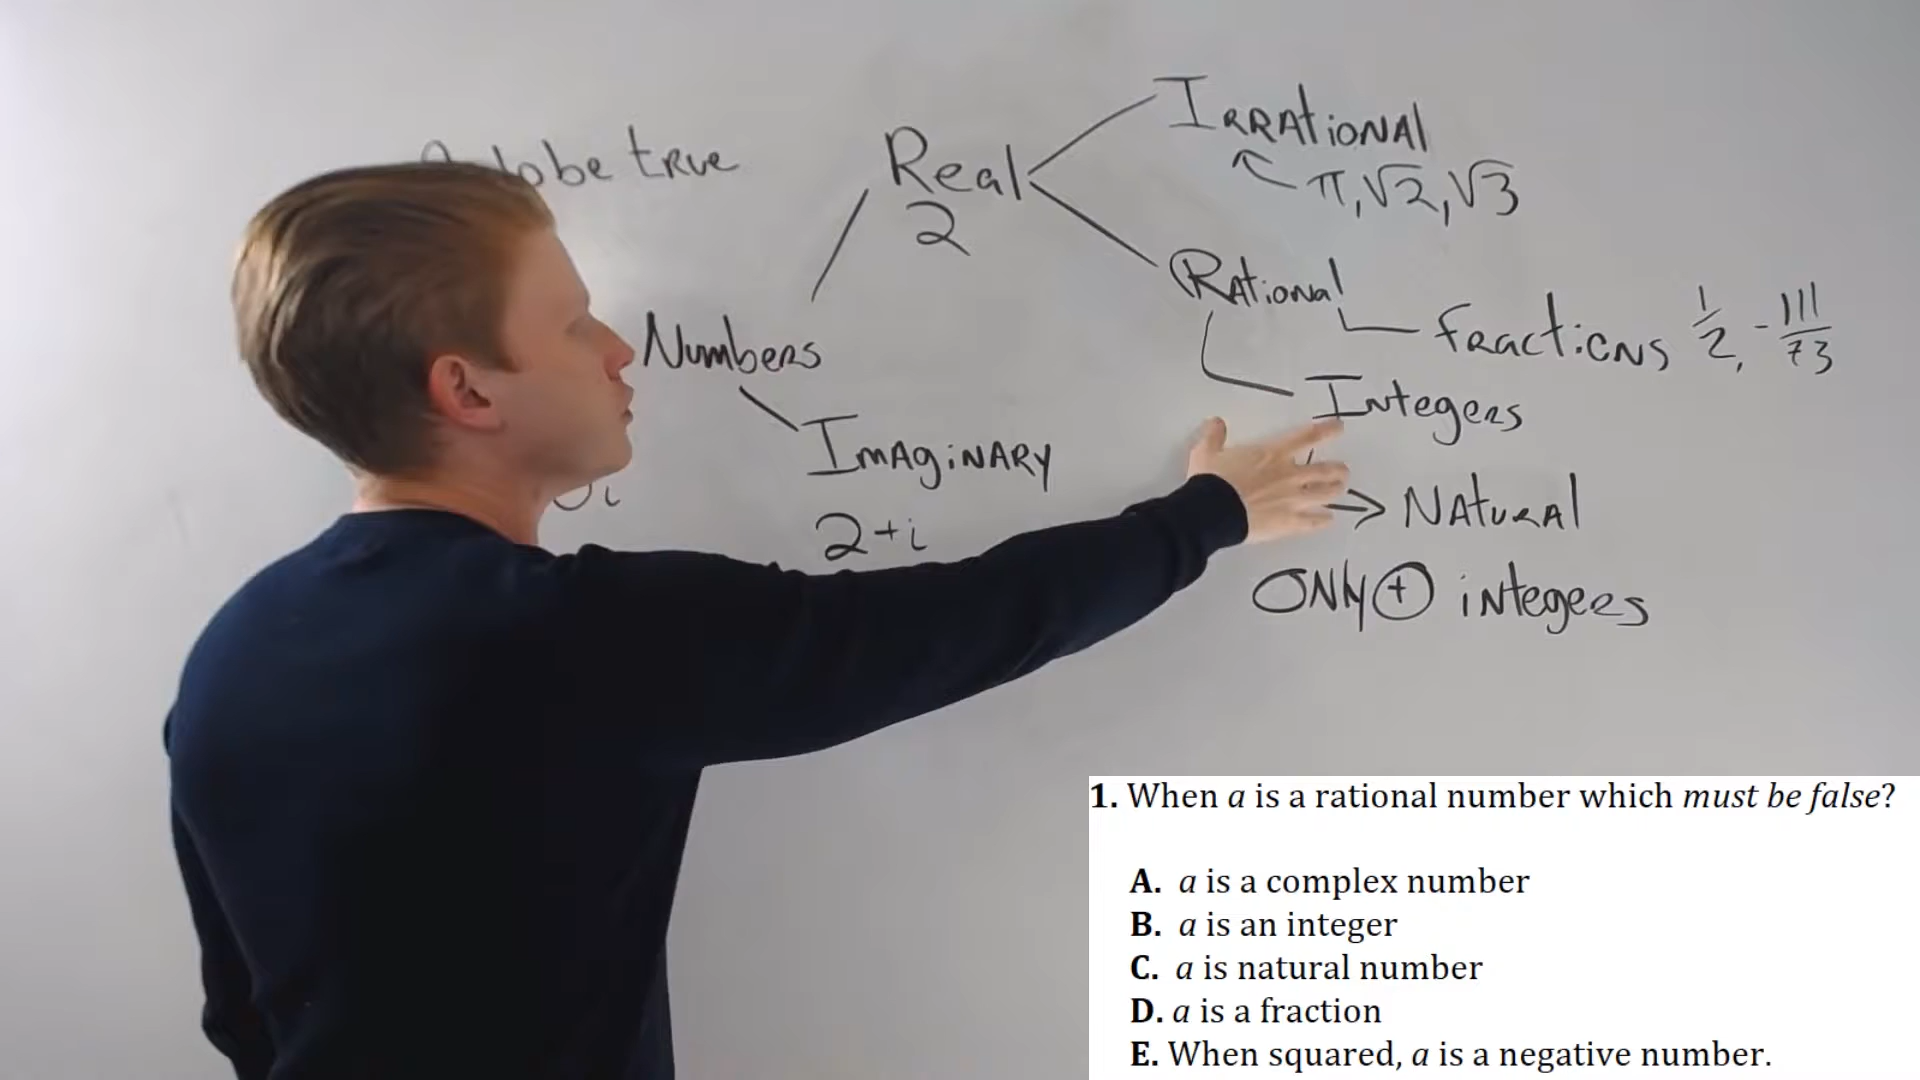 to be true
Real
2
IRRAtiONAl
π, √2, √3
RAtional
fractions 1/2, -111/73
Numbers
Integers
ImAgiNARY
i
2+i
NAtuRAl
ONly ⊕ integers
1. When a is a rational number which must be false?
A. a is a complex number
B. a is an integer
C. a is natural number
D. a is a fraction
E. When squared, a is a negative number.